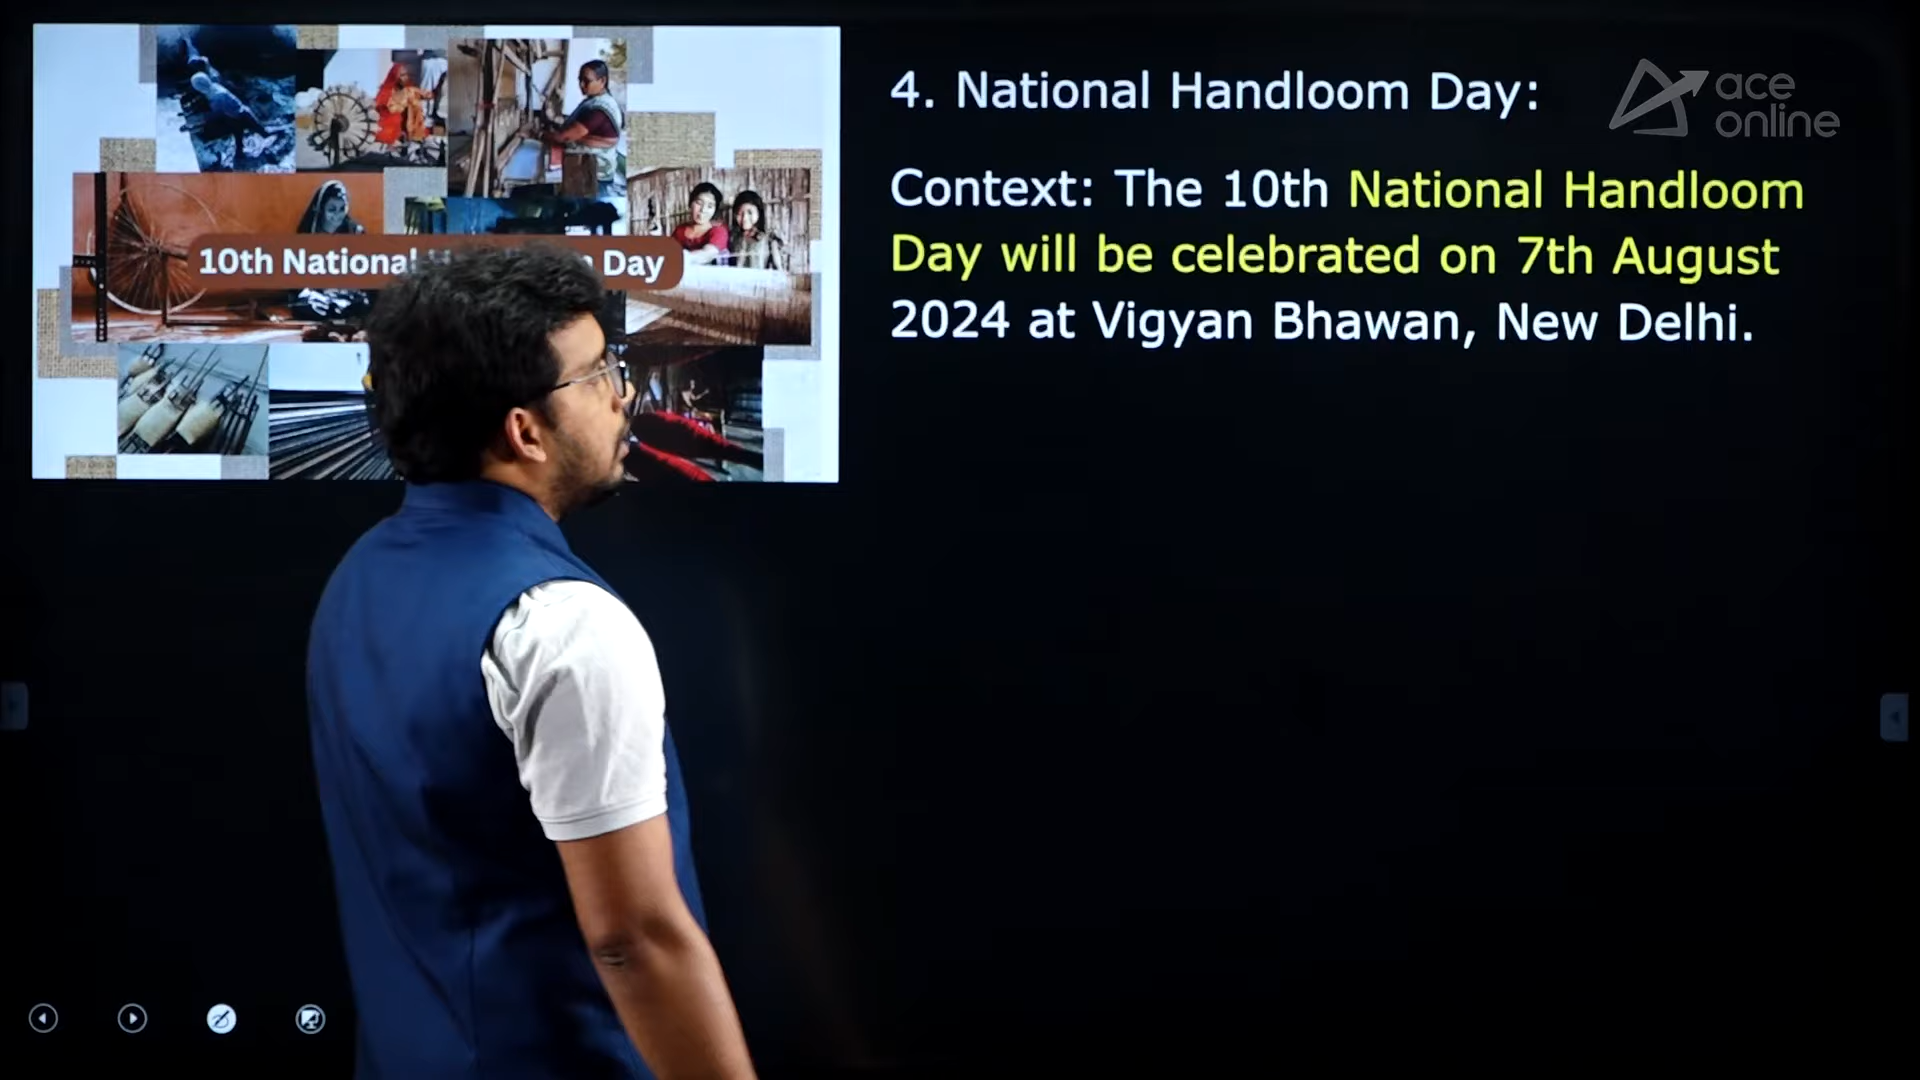 4. National Handloom Day:
ace
online
Context: The 10th National Handloom
Day will be celebrated on 7th August
2024 at Vigyan Bhawan, New Delhi.
10th National Day